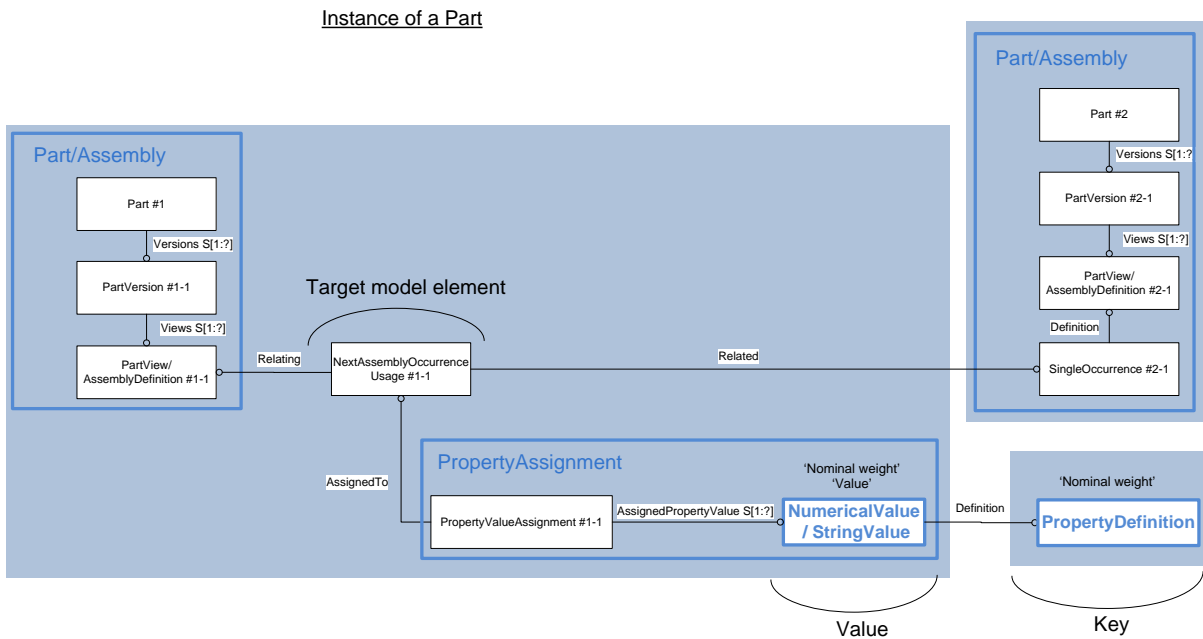 Instance of a Part
Part/Assembly
Part #2
Versions S[1:?
PartVersion #2-1
Views S[1:?]
PartView/
AssemblyDefinition #2-1
Definition
SingleOccurrence #2-1
Part/Assembly
Part #1
Versions S[1:?]
PartVersion #1-1
Views S[1:?]
PartView/
AssemblyDefinition #1-1
Relating
Target model element
NextAssemblyOccurrence
Usage #1-1
Related
AssignedTo
PropertyAssignment
PropertyValueAssignment #1-1
AssignedPropertyValue S[1:?]
‘Nominal weight’
‘Value’
NumericalValue
/ StringValue
Definition
‘Nominal weight’
PropertyDefinition
Value
Key